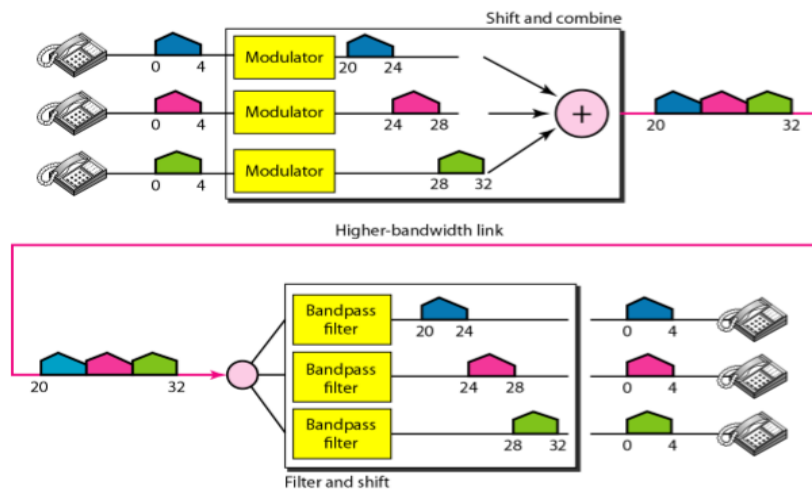 Shift and combine
0 4 Modulator 20 24
0 4 Modulator 24 28 + 20 32
0 4 Modulator 28 32
Higher-bandwidth link
Bandpass
filter 20 24 0 4
20 32 Bandpass
filter 24 28 0 4
Bandpass
filter 28 32 0 4
Filter and shift